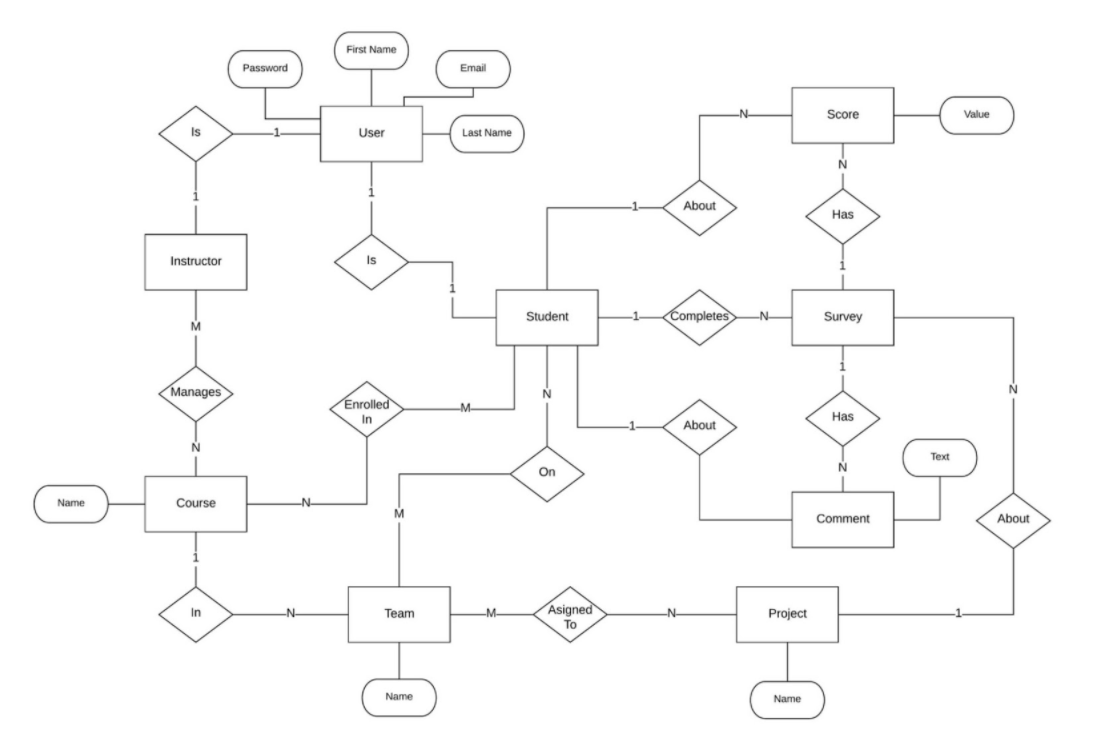 First Name
Password
Email
Is
1
User
Last Name
N
Score
Value
1
1
N
1
About
Has
Instructor
Is
1
1
M
Student
1
Completes
N
Survey
1
Manages
N
N
Enrolled
In
M
1
About
Has
N
On
N
Text
Name
Course
N
M
Comment
About
1
In
N
Team
M
Asigned
To
N
Project
1
Name
Name